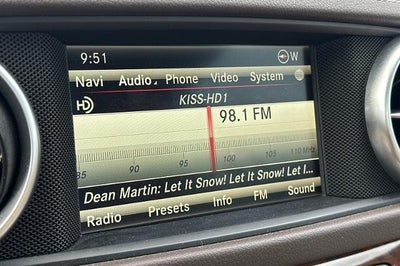 9:51 W
Navi Audio Phone Video System
HD KISS-HD1
98.1 FM
85 90 95 100 105 110 MHz
Dean Martin: Let It Snow! Let It Snow! Let I...
Radio Presets Info FM Sound